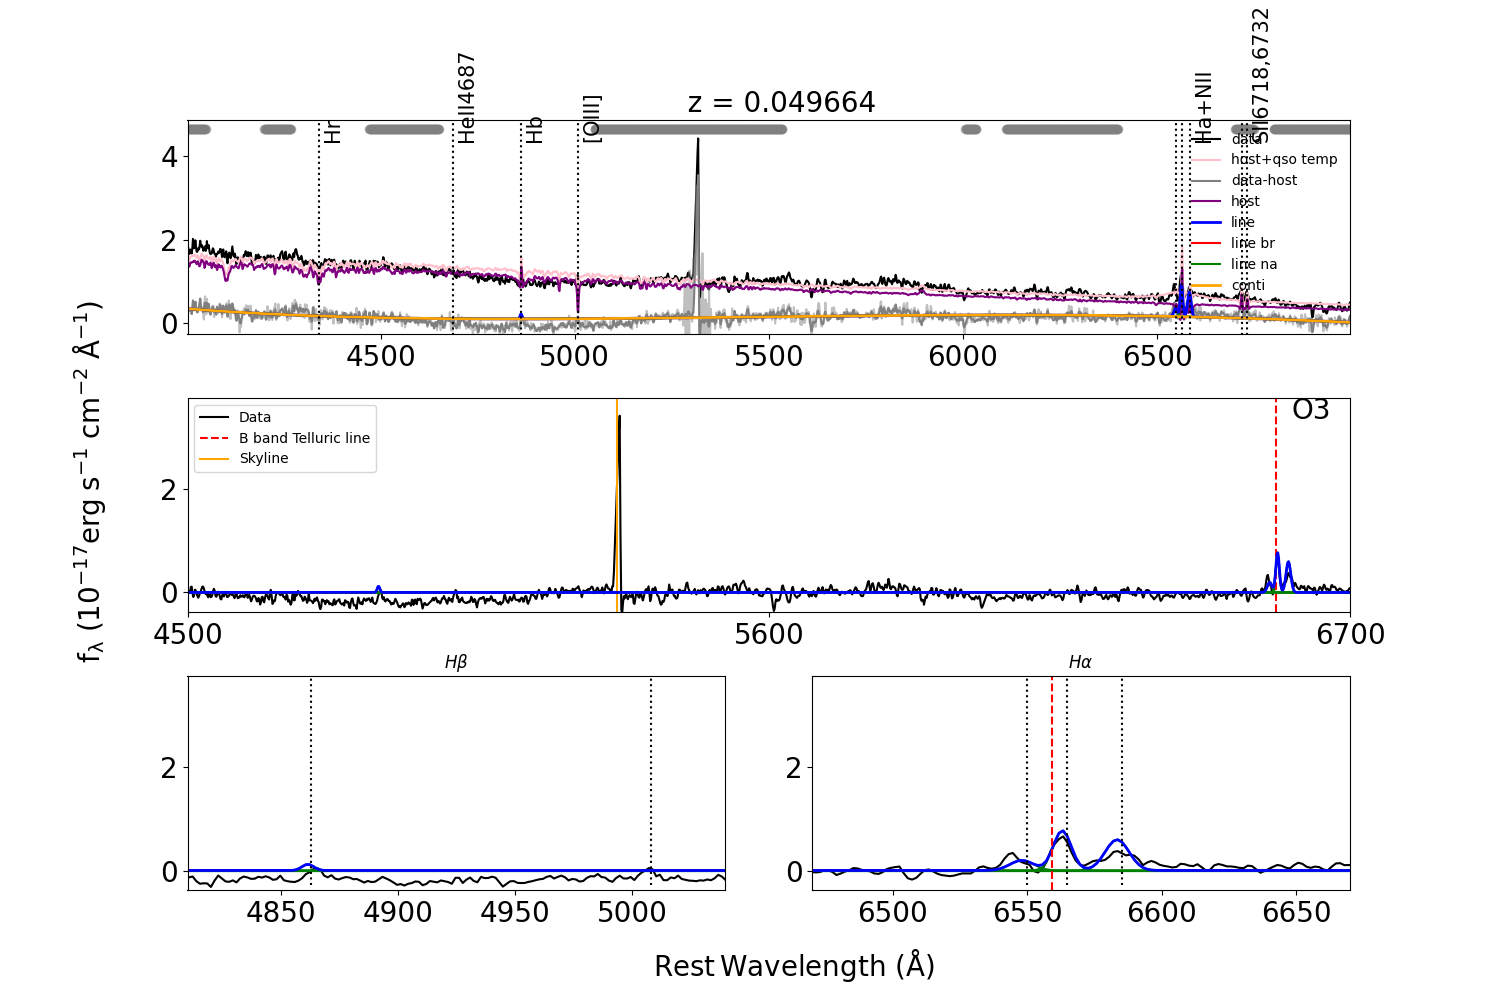 z = 0.049664
Hr
HeII4687
Hb
[OIII]
Ha+NII
SII6718,6732
data
host+qso temp
data-host
host
line
line br
line na
conti
4
2
0
4500
5000
5500
6000
6500
Data
B band Telluric line
Skyline
O3
2
0
4500
5600
6700
fλ (10⁻¹⁷erg s⁻¹ cm⁻² Å⁻¹)
Hβ
Hα
2
0
4850
4900
4950
5000
2
0
6500
6550
6600
6650
Rest Wavelength (Å)